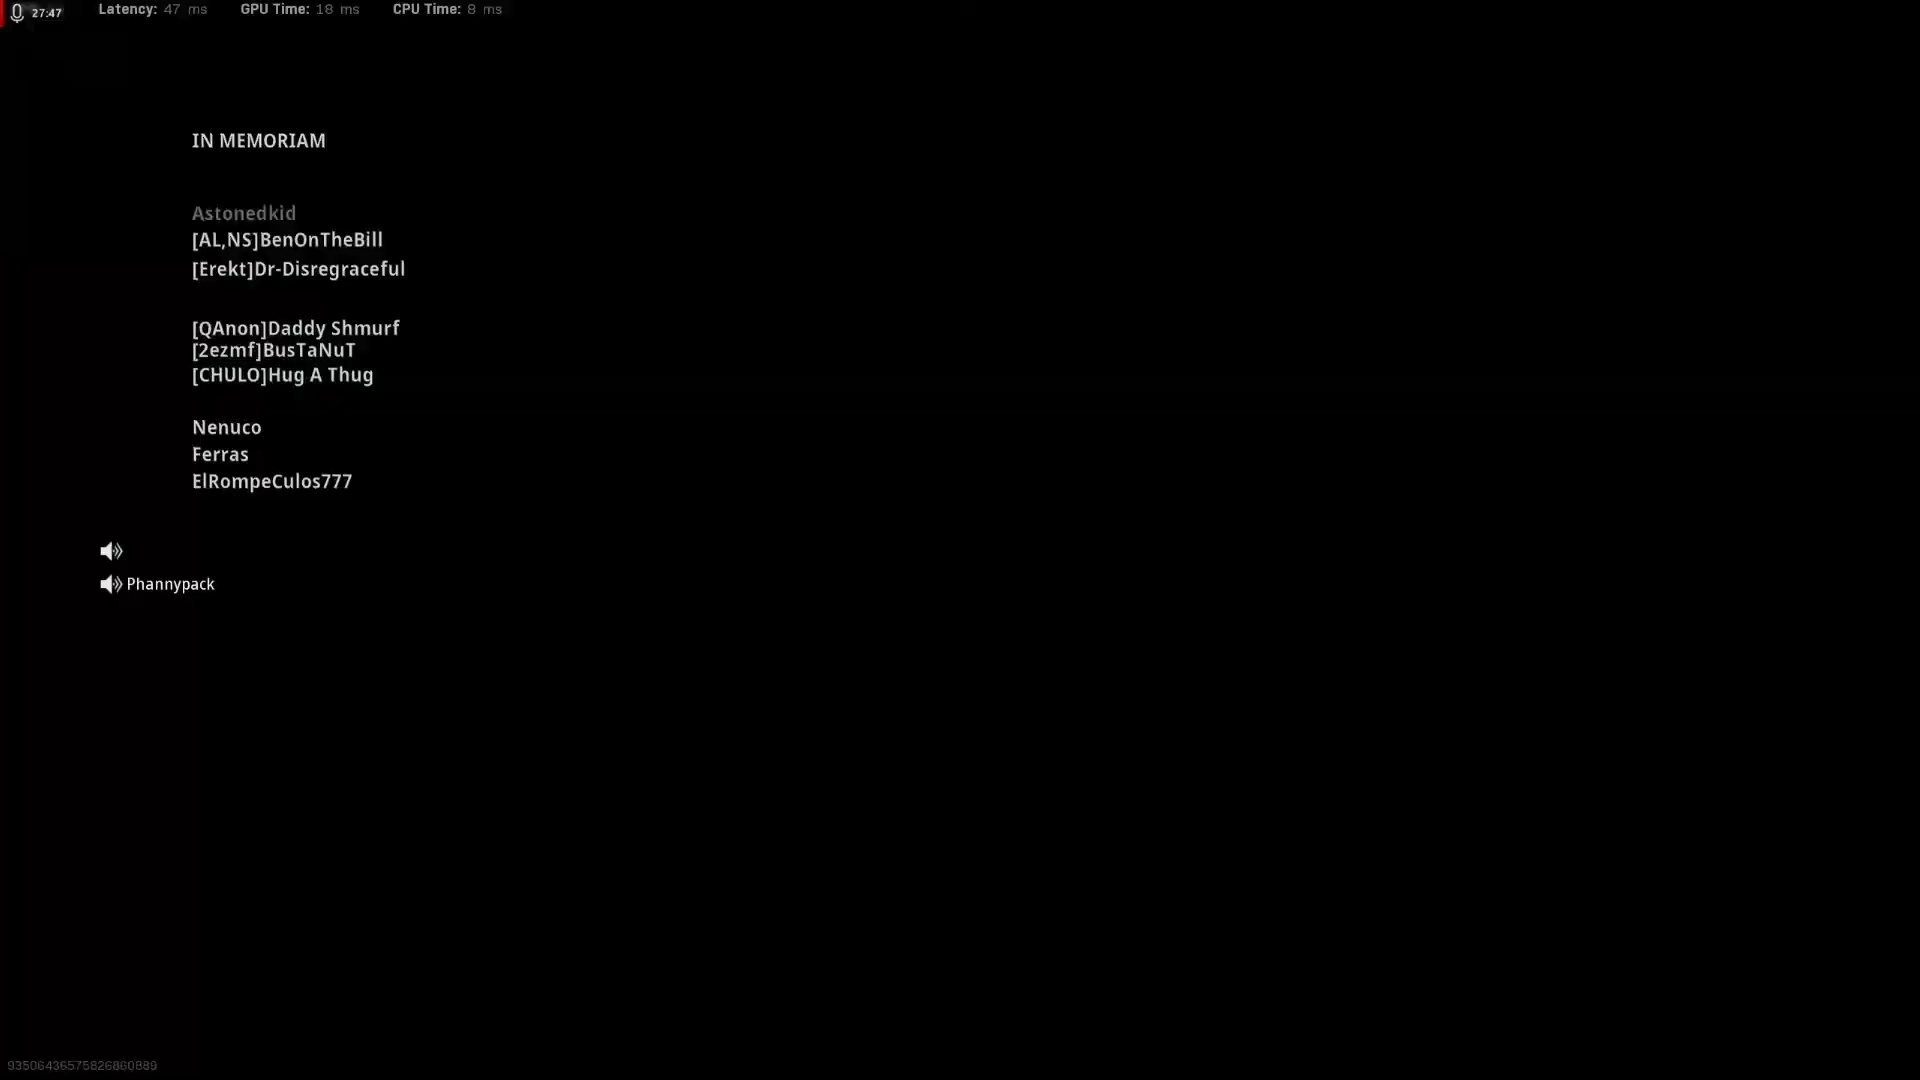 27:47 Latency: 47 ms GPU Time: 18 ms CPU Time: 8 ms
IN MEMORIAM
Astonedkid
[AL,NS]BenOnTheBill
[Erekt]Dr-Disregraceful
[QAnon]Daddy Shmurf
[2ezmf]BusTaNuT
[CHULO]Hug A Thug
Nenuco
Ferras
ElRompeCulos777
Phannypack
93506436575826860889